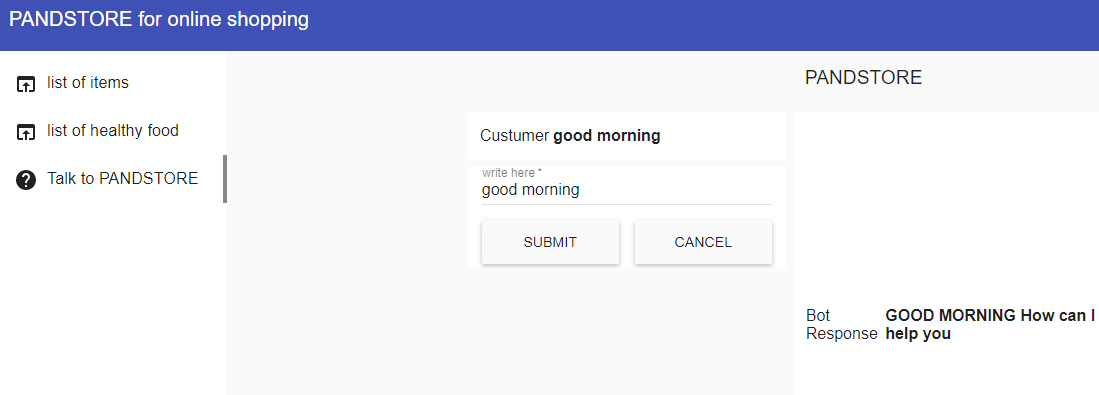 PANDSTORE for online shopping
list of items
list of healthy food
Talk to PANDSTORE
Custumer good morning
write here *
good morning
SUBMIT
CANCEL
PANDSTORE
Bot Response
GOOD MORNING How can I
help you